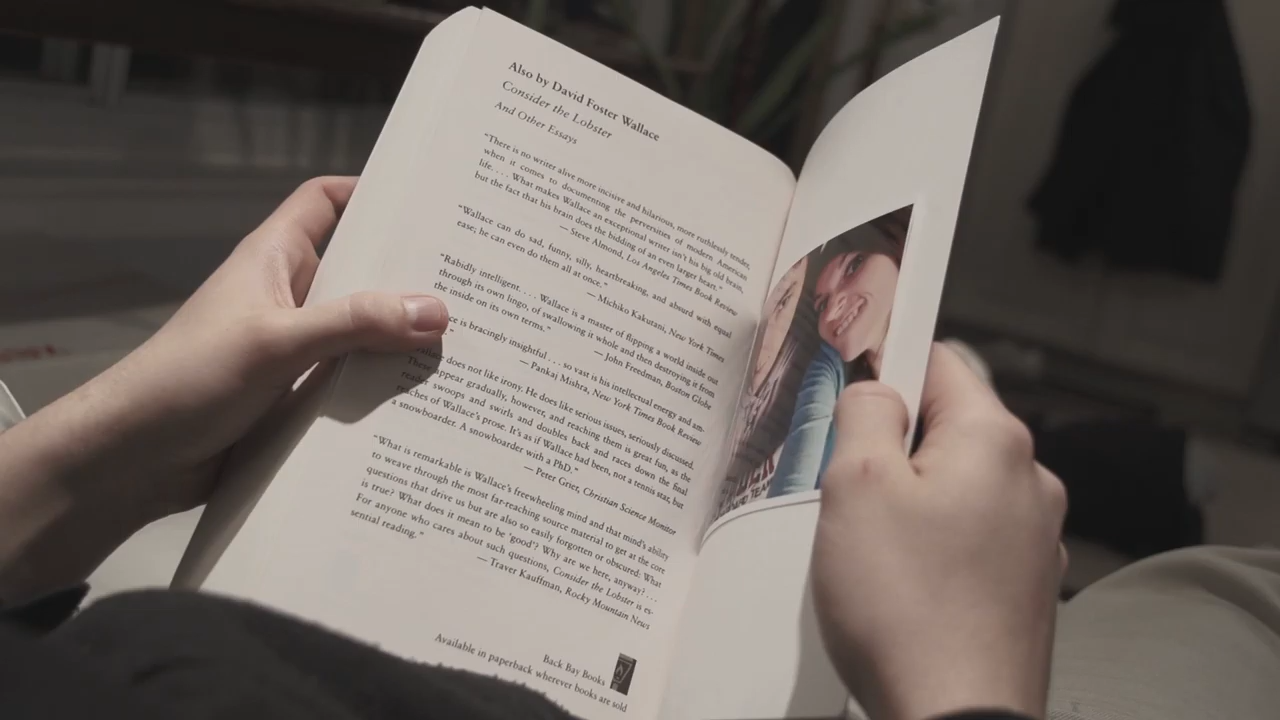 Also by David Foster Wallace
Consider the Lobster
And Other Essays
“There is no writer alive more incisive and hilarious, more ruthlessly tender,
when it comes to documenting the perversities of modern American
life. . . . What makes Wallace an exceptional writer isn’t his big old brain,
but the fact that his brain does the bidding of an even larger heart.”
— Steve Almond, Los Angeles Times Book Review
“Wallace can do sad, funny, silly, heartbreaking, and absurd with equal
ease; he can even do them all at once.”
— Michiko Kakutani, New York Times
“Rabidly intelligent. . . . Wallace is a master of flipping a world inside out
through its own lingo, of swallowing it whole and then destroying it from
the inside on its own terms.”
— John Freedman, Boston Globe
ce is bracingly insightful . . . so vast is his intellectual energy and am-
.”
— Pankaj Mishra, New York Times Book Review
Wallace does not like irony. He does like serious issues, seriously discussed.
These appear gradually, however, and reaching them is great fun, as the
reader swoops and swirls and doubles back and races down the final
ches of Wallace’s prose. It’s as if Wallace had been, not a tennis star, but
a snowboarder. A snowboarder with a PhD.”
— Peter Grier, Christian Science Monitor
“What is remarkable is Wallace’s freewheeling mind and that mind’s ability
to weave through the most far-reaching source material to get at the core
questions that drive us but are also so easily forgotten or obscured: What
is true? What does it mean to be ‘good’? Why are we here, anyway? . . .
For anyone who cares about such questions, Consider the Lobster is es-
sential reading.”
— Traver Kauffman, Rocky Mountain News
Back Bay Books
Available in paperback wherever books are sold